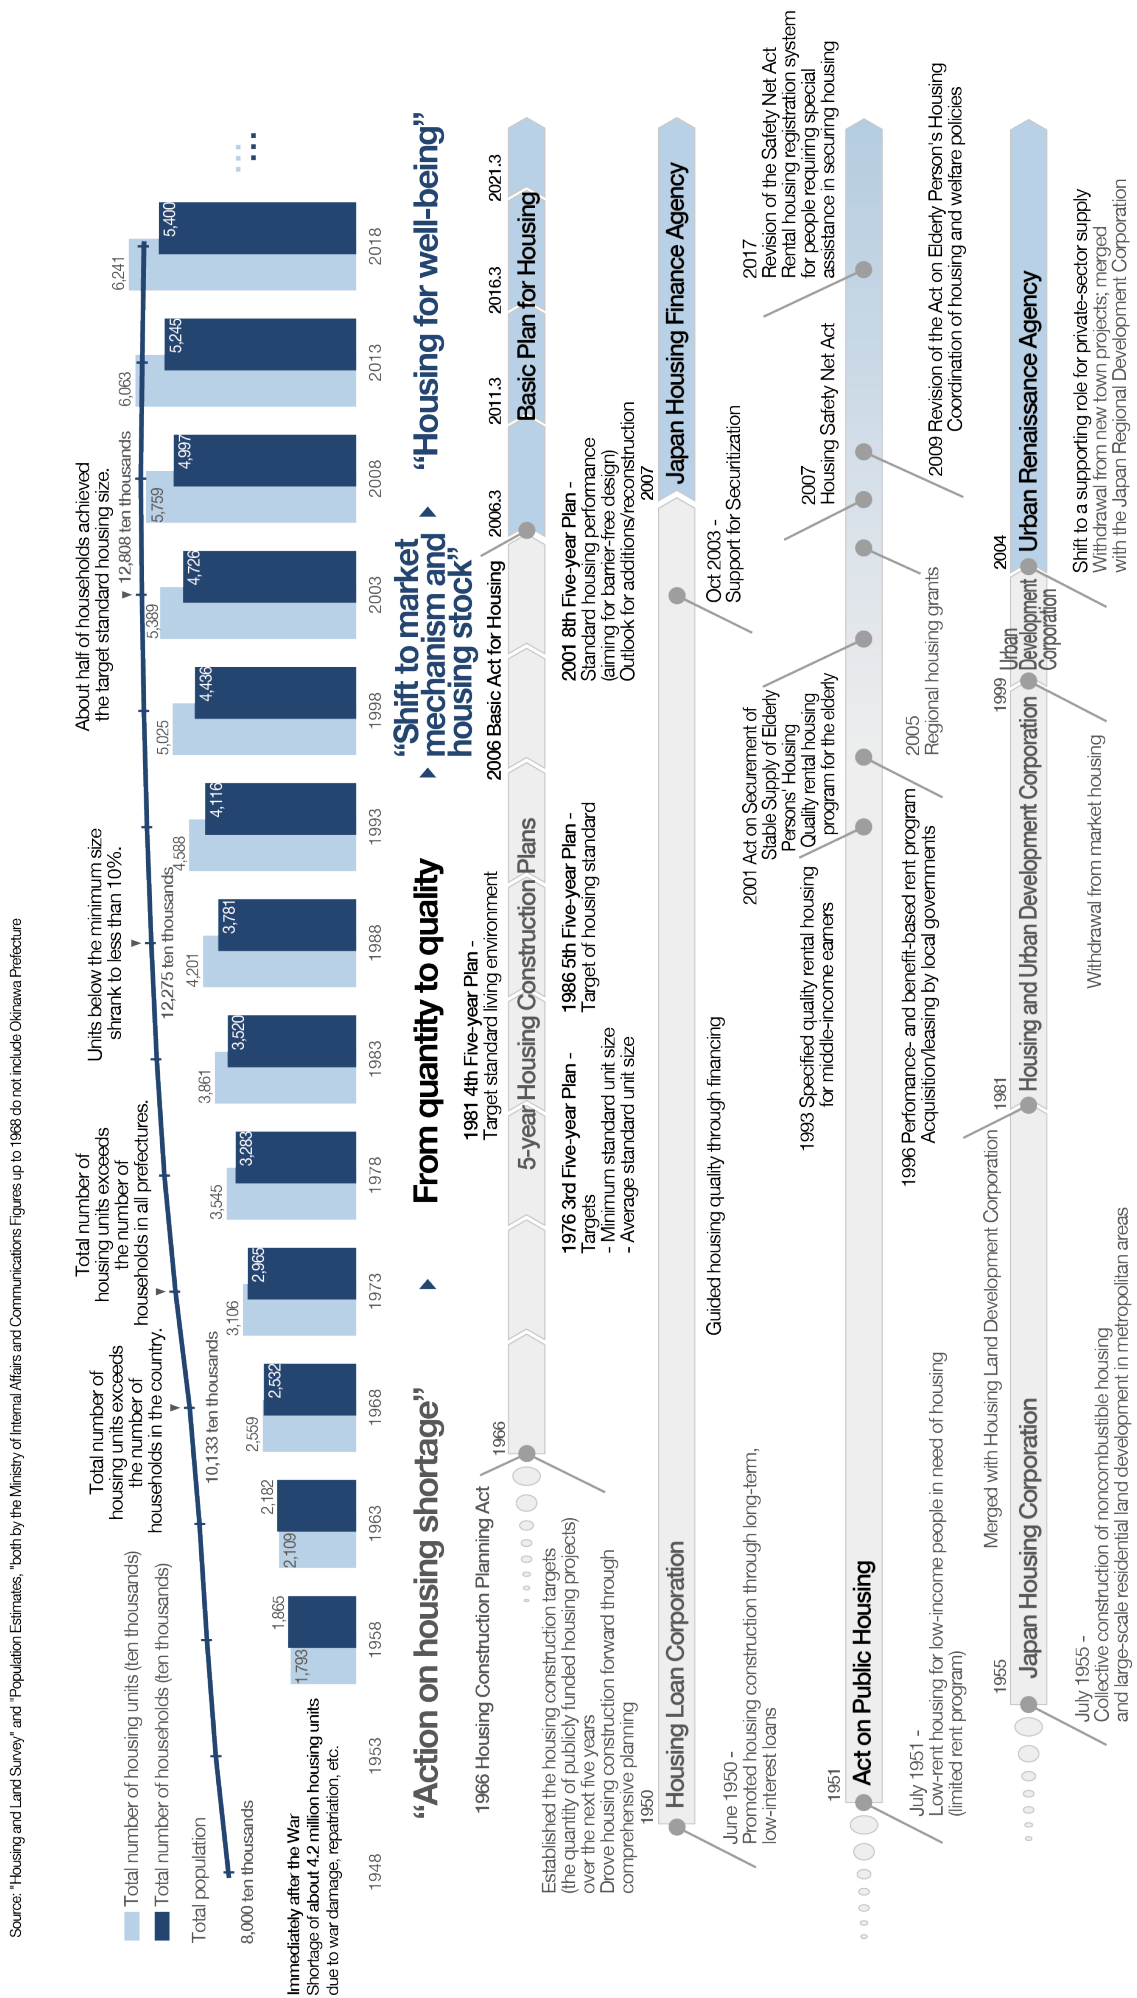 Source: "Housing and Land Survey" and "Population Estimates, "both by the Ministry of Internal Affairs and Communications Figures up to 1968 do not include Okinawa Prefecture
Total number of housing units (ten thousands)
Total number of households (ten thousands)
Total population
8,000 ten thousands
Immediately after the War
Shortage of about 4.2 million housing units
due to war damage, repatriation, etc.
Total number of
housing units exceeds
the number of
households in the country.
10,133 ten thousands
Total number of
housing units exceeds
the number of
households in all prefectures.
Units below the minimum size
shrank to less than 10%.
12,275 ten thousands
About half of households achieved
the target standard housing size.
12,808 ten thousands
1,793
1,865
2,109
2,182
2,559
2,532
3,106
2,965
3,545
3,283
3,861
3,520
4,201
3,781
4,588
4,116
5,025
4,436
5,389
4,726
5,759
4,997
6,063
5,245
6,241
5,400
1948
1953
1958
1963
1968
1973
1978
1983
1988
1993
1998
2003
2008
2013
2018
“Action on housing shortage”
From quantity to quality
“Shift to market
mechanism and
housing stock”
“Housing for well-being”
1966 Housing Construction Planning Act
1966
1981 4th Five-year Plan -
Target standard living environment
2006 Basic Act for Housing
2006.3
2011.3
2016.3
2021.3
5-year Housing Construction Plans
Basic Plan for Housing
Established the housing construction targets
(the quantity of publicly funded housing projects)
over the next five years
Drove housing construction forward through
comprehensive planning
1976 3rd Five-year Plan -
Targets
- Minimum standard unit size
- Average standard unit size
1986 5th Five-year Plan -
Target of housing standard
2001 8th Five-year Plan -
Standard housing performance
(aiming for barrier-free design)
Outlook for additions/reconstruction
1950
2007
Housing Loan Corporation
Japan Housing Finance Agency
June 1950 -
Promoted housing construction through long-term,
low-interest loans
Guided housing quality through financing
Oct 2003 -
Support for Securitization
1951
1993 Specified quality rental housing
for middle-income earners
2001 Act on Securement of
Stable Supply of Elderly
Persons' Housing
Quality rental housing
program for the elderly
2007
Housing Safety Net Act
2017
Revision of the Safety Net Act
Rental housing registration system
for people requiring special
assistance in securing housing
Act on Public Housing
July 1951 -
Low-rent housing for low-income people in need of housing
(limited rent program)
1996 Perfomance- and benefit-based rent program
Acquisition/leasing by local governments
2005
Regional housing grants
2009 Revision of the Act on Elderly Person's Housing
Coordination of housing and welfare policies
1955
Merged with Housing Land Development Corporation
1981
1999
2004
Japan Housing Corporation
Housing and Urban Development Corporation
Urban
Development
Corporation
Urban Renaissance Agency
July 1955 -
Collective construction of noncombustible housing
and large-scale residential land development in metropolitan areas
Withdrawal from market housing
Shift to a supporting role for private-sector supply
Withdrawal from new town projects; merged
with the Japan Regional Development Corporation